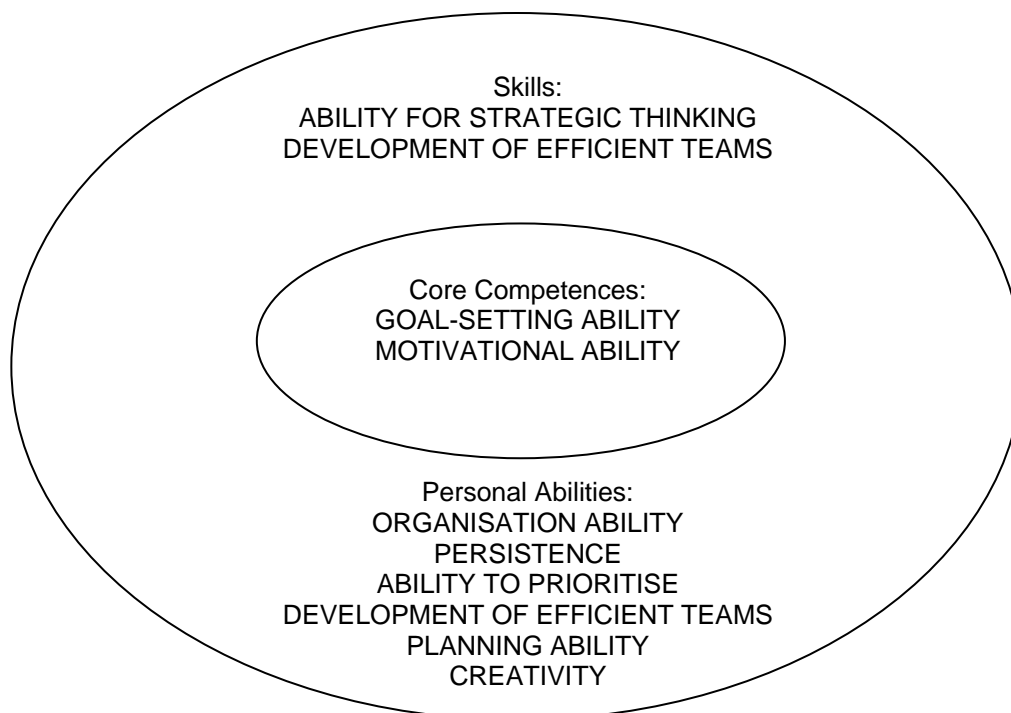 Skills:
ABILITY FOR STRATEGIC THINKING
DEVELOPMENT OF EFFICIENT TEAMS
Core Competences:
GOAL-SETTING ABILITY
MOTIVATIONAL ABILITY
Personal Abilities:
ORGANISATION ABILITY
PERSISTENCE
ABILITY TO PRIORITISE
DEVELOPMENT OF EFFICIENT TEAMS
PLANNING ABILITY
CREATIVITY